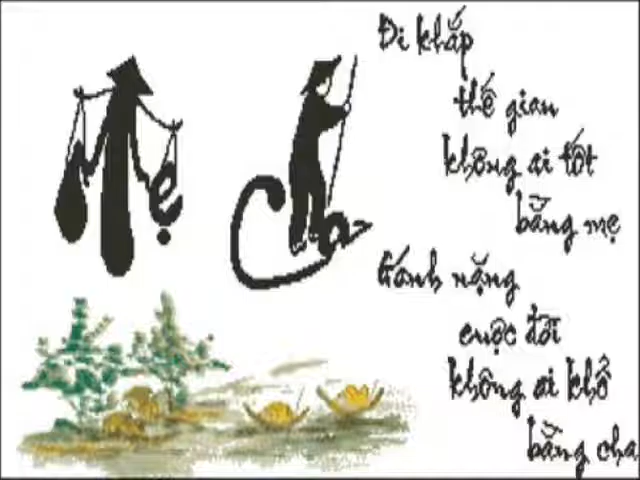 Mẹ Cha
Đi khắp
thế gian
không ai tốt
bằng mẹ
Gánh nặng
cuộc đời
không ai khổ
bằng cha